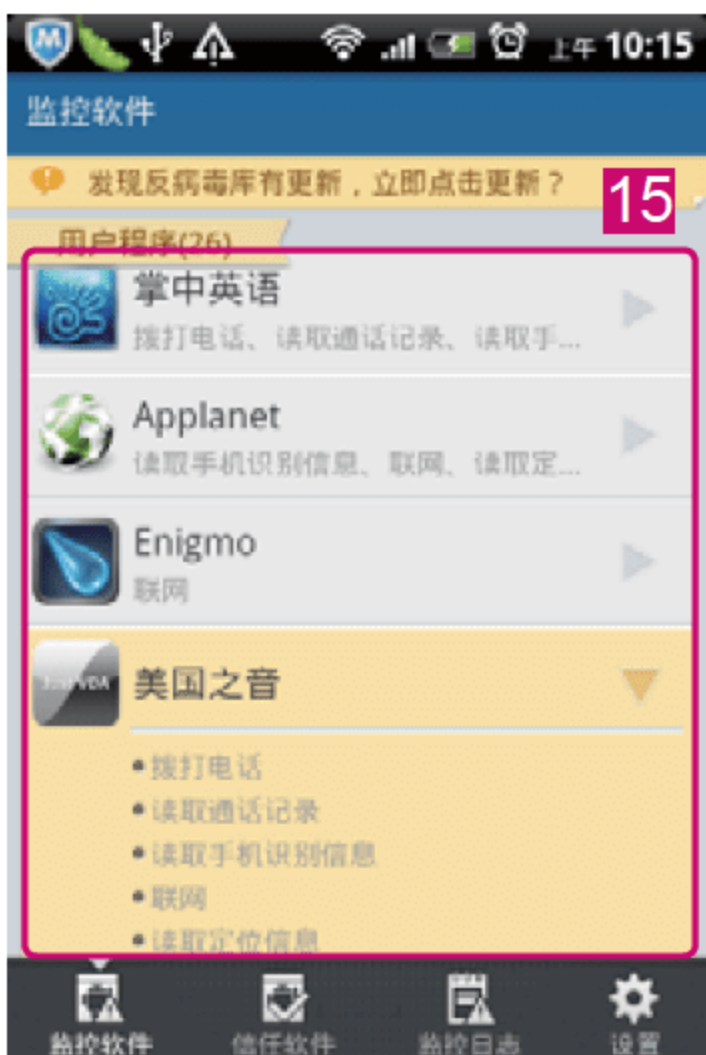 上午 10:15
监控软件
发现反病毒库有更新，立即点击更新？
15
用户程序(26)
掌中英语
拨打电话、读取通话记录、读取手...
Applanet
读取手机识别信息、联网、读取定...
Enigmo
联网
美国之音
•拨打电话
•读取通话记录
•读取手机识别信息
•联网
•读取定位信息
监控软件 信任软件 监控日志 设置